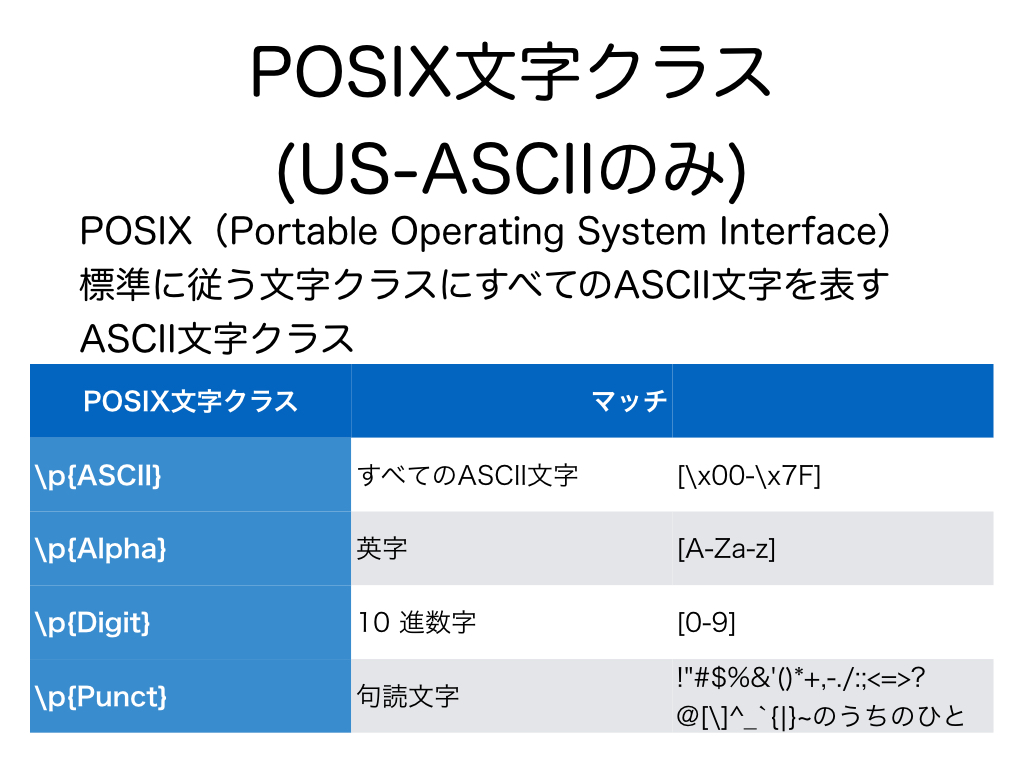 POSIX文字クラス
(US-ASCIIのみ)
POSIX（Portable Operating System Interface）
標準に従う文字クラスにすべてのASCII文字を表す
ASCII文字クラス
POSIX文字クラス マッチ
\p{ASCII} すべてのASCII文字 [\x00-\x7F]
\p{Alpha} 英字 [A-Za-z]
\p{Digit} 10 進数字 [0-9]
\p{Punct} 句読文字 !"#$%&'()*+,-./:;<=>?
@[\]^_`{|}~のうちのひと